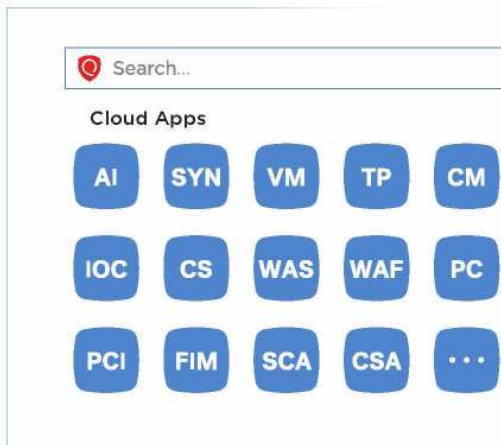 Search...
Cloud Apps
AI SYN VM TP CM
IOC CS WAS WAF PC
PCI FIM SCA CSA ...